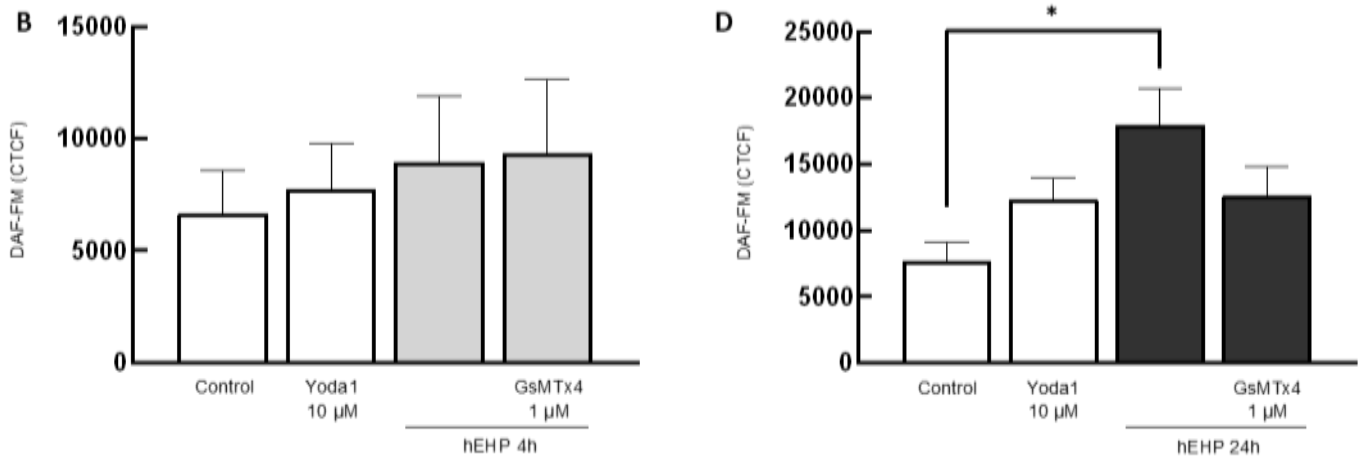 B
15000
10000
5000
0
DAF-FM (CTCF)
Control
Yoda1
10 µM
GsMTx4
1 µM
hEHP 4h
D
*
25000
20000
15000
10000
5000
0
DAF-FM (CTCF)
Control
Yoda1
10 µM
GsMTx4
1 µM
hEHP 24h